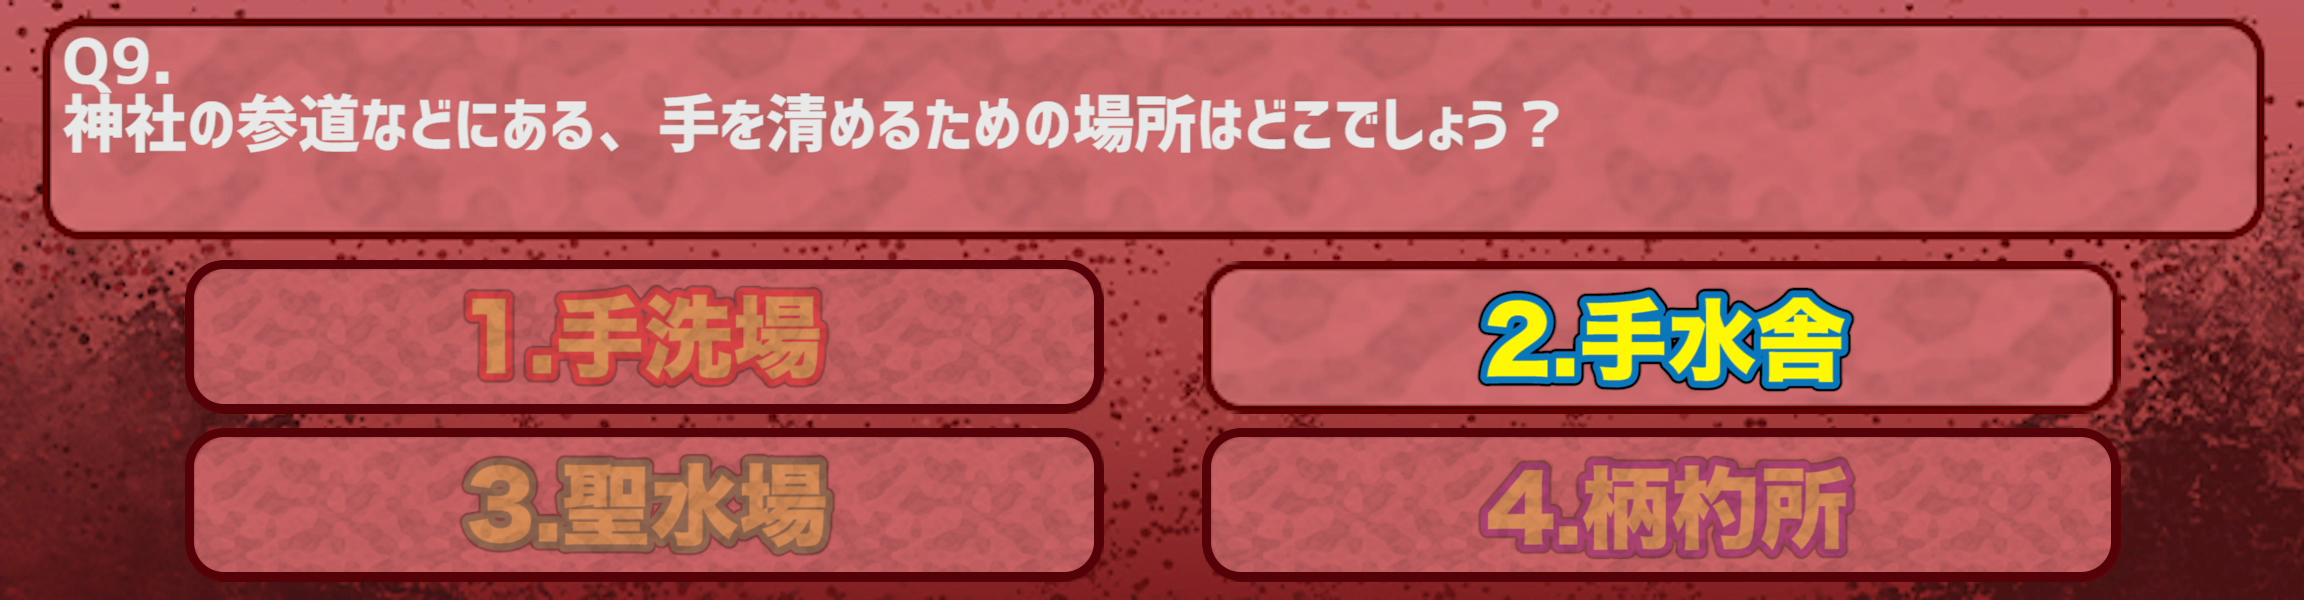 Q9.
神社の参道などにある、手を清めるための場所はどこでしょう？
1.手洗場
2.手水舎
3.聖水場
4.柄杓所